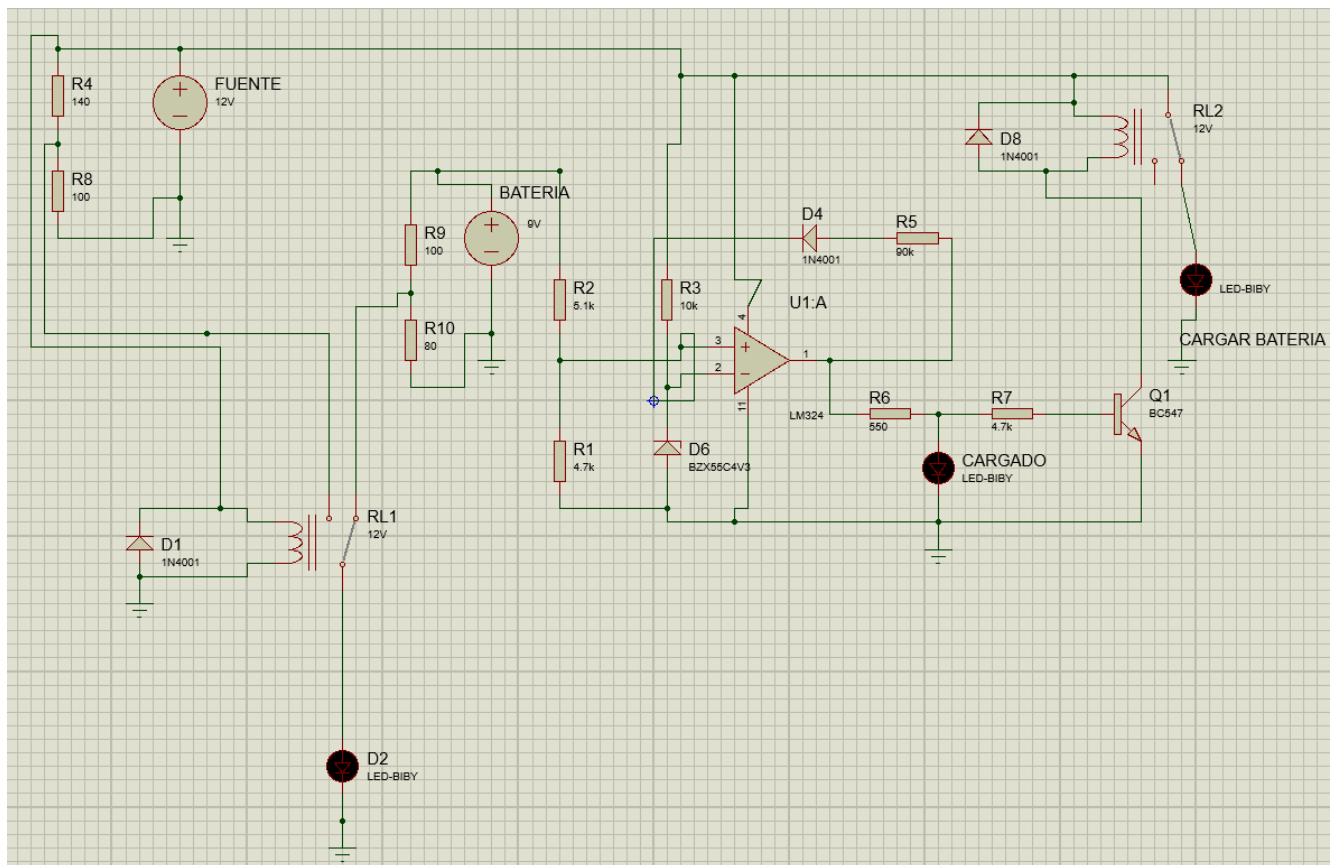 R4
140
FUENTE
12V
R8
100
BATERIA
9V
R9
100
R10
80
R2
5.1k
R3
10k
D4
1N4001
R5
90k
U1:A
4
3
2
1
11
LM324
D8
1N4001
RL2
12V
LED-BIBY
CARGAR BATERIA
R6
550
R7
4.7k
Q1
BC547
R1
4.7k
D6
BZX55C4V3
CARGADO
LED-BIBY
D1
1N4001
RL1
12V
D2
LED-BIBY